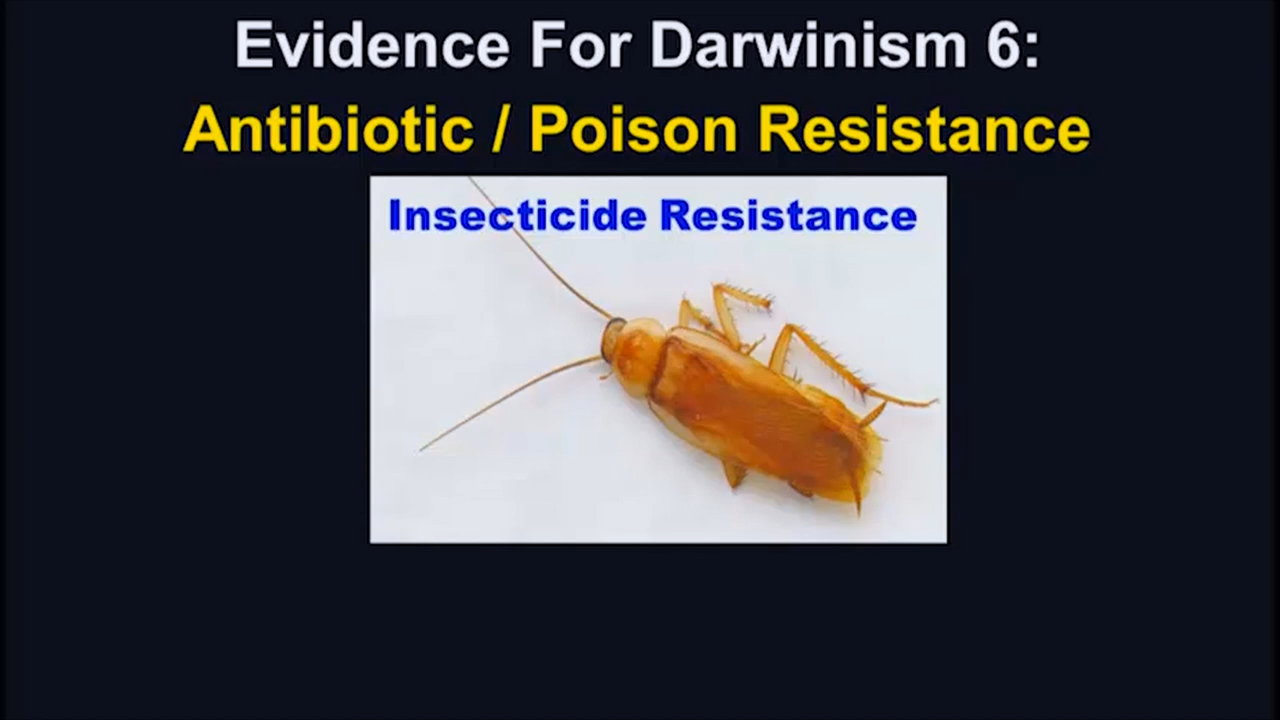 Evidence For Darwinism 6:
Antibiotic / Poison Resistance
Insecticide Resistance